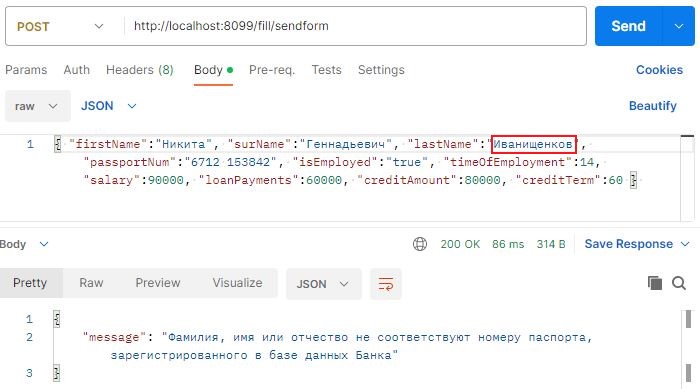 POST http://localhost:8099/fill/sendform Send
Params Auth Headers (8) Body Pre-req. Tests Settings Cookies
raw JSON Beautify
1 { "firstName":"Никита", "surName":"Геннадьевич", "lastName":"Иванищенков",
"passportNum":"6712 153842", "isEmployed":"true", "timeOfEmployment":14,
"salary":90000, "loanPayments":60000, "creditAmount":80000, "creditTerm":60 }
Body 200 OK 86 ms 314 B Save Response
Pretty Raw Preview Visualize JSON
1 {
2 "message": "Фамилия, имя или отчество не соответствуют номеру паспорта,
зарегистрированного в базе данных Банка"
3 }